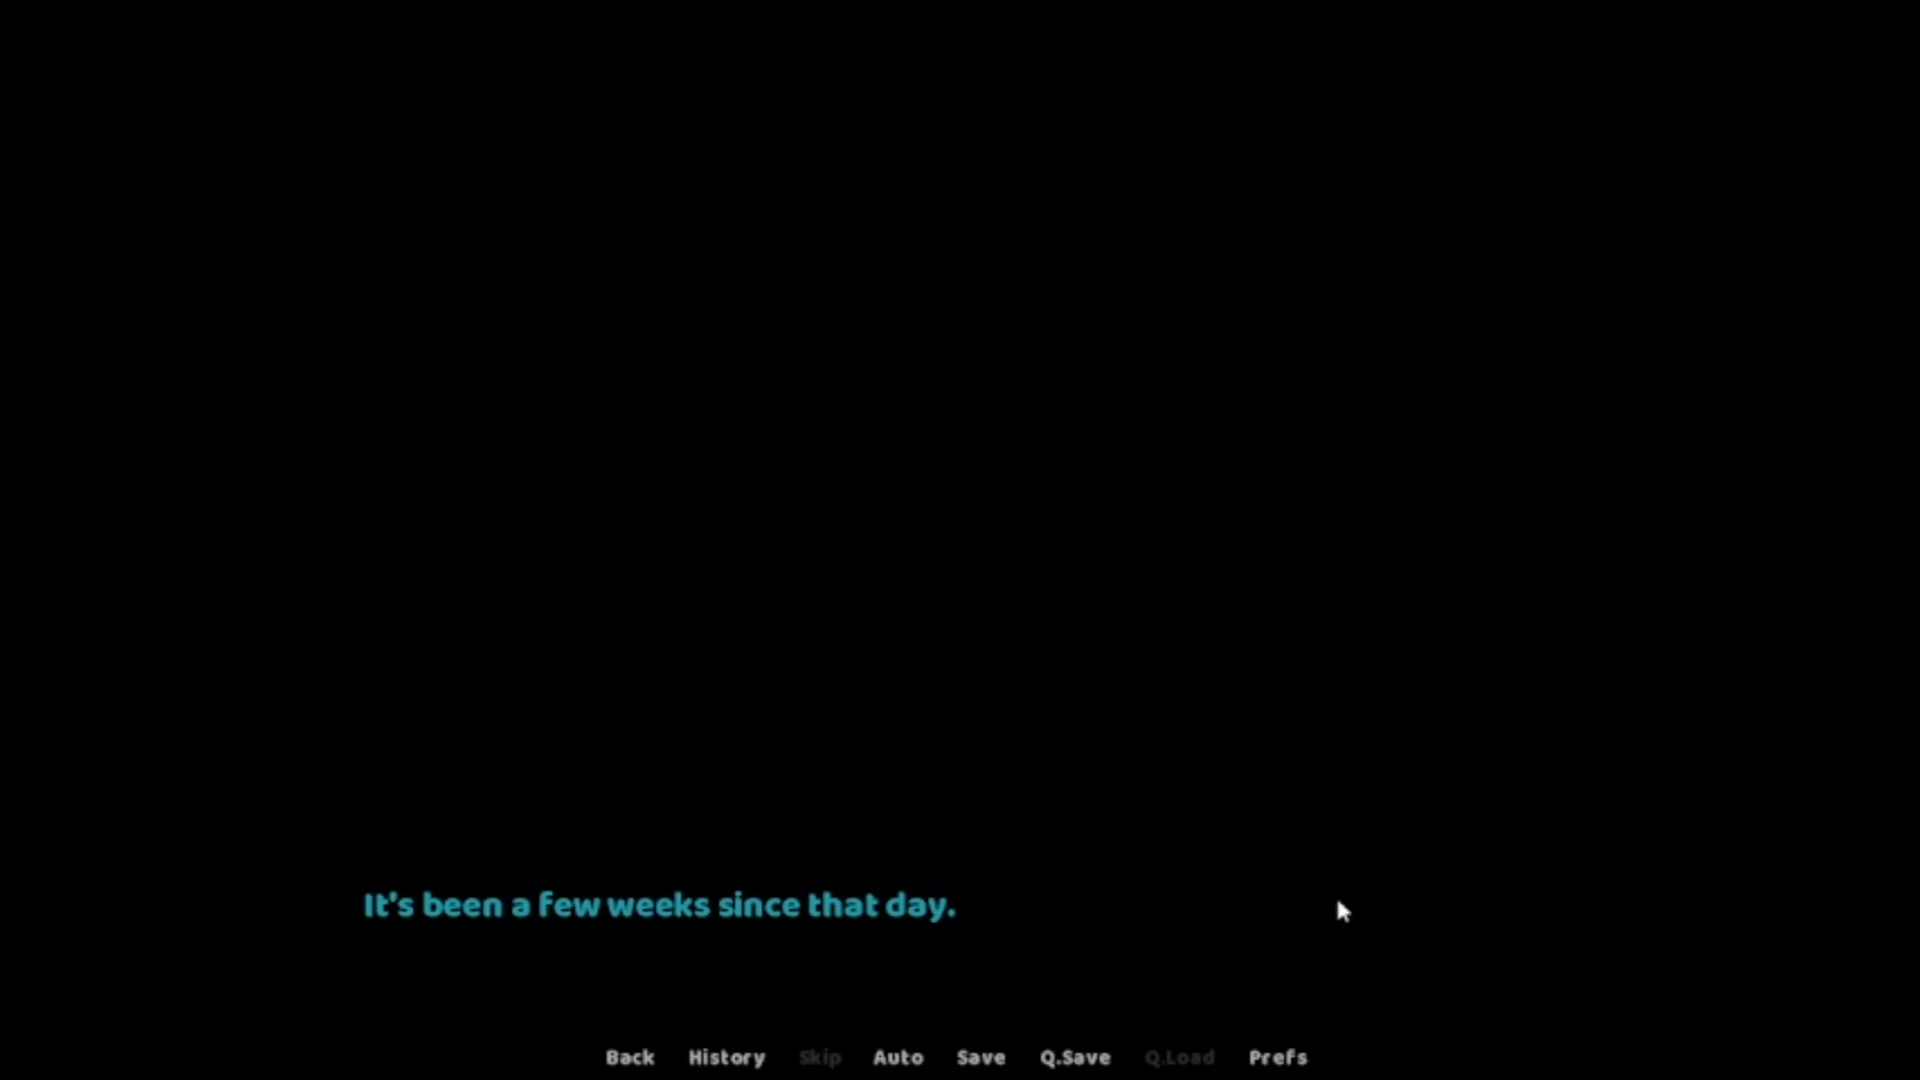 It's been a few weeks since that day.
Back History Skip Auto Save Q.Save Q.Load Prefs